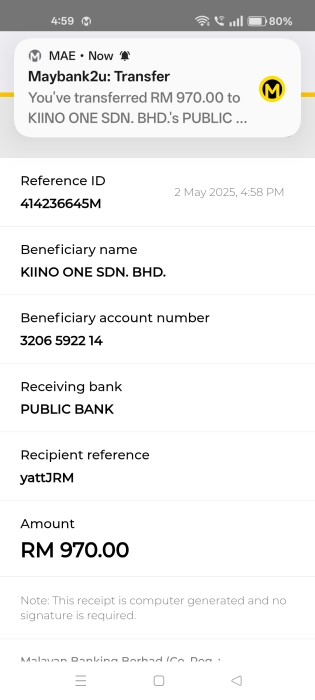 4:59 80%
MAE • Now
Maybank2u: Transfer
You've transferred RM 970.00 to
KIINO ONE SDN. BHD.'s PUBLIC ...
Reference ID
2 May 2025, 4:58 PM
414236645M
Beneficiary name
KIINO ONE SDN. BHD.
Beneficiary account number
3206 5922 14
Receiving bank
PUBLIC BANK
Recipient reference
yattJRM
Amount
RM 970.00
Note: This receipt is computer generated and no
signature is required.
Malayan Banking Berhad (Co. Reg. :